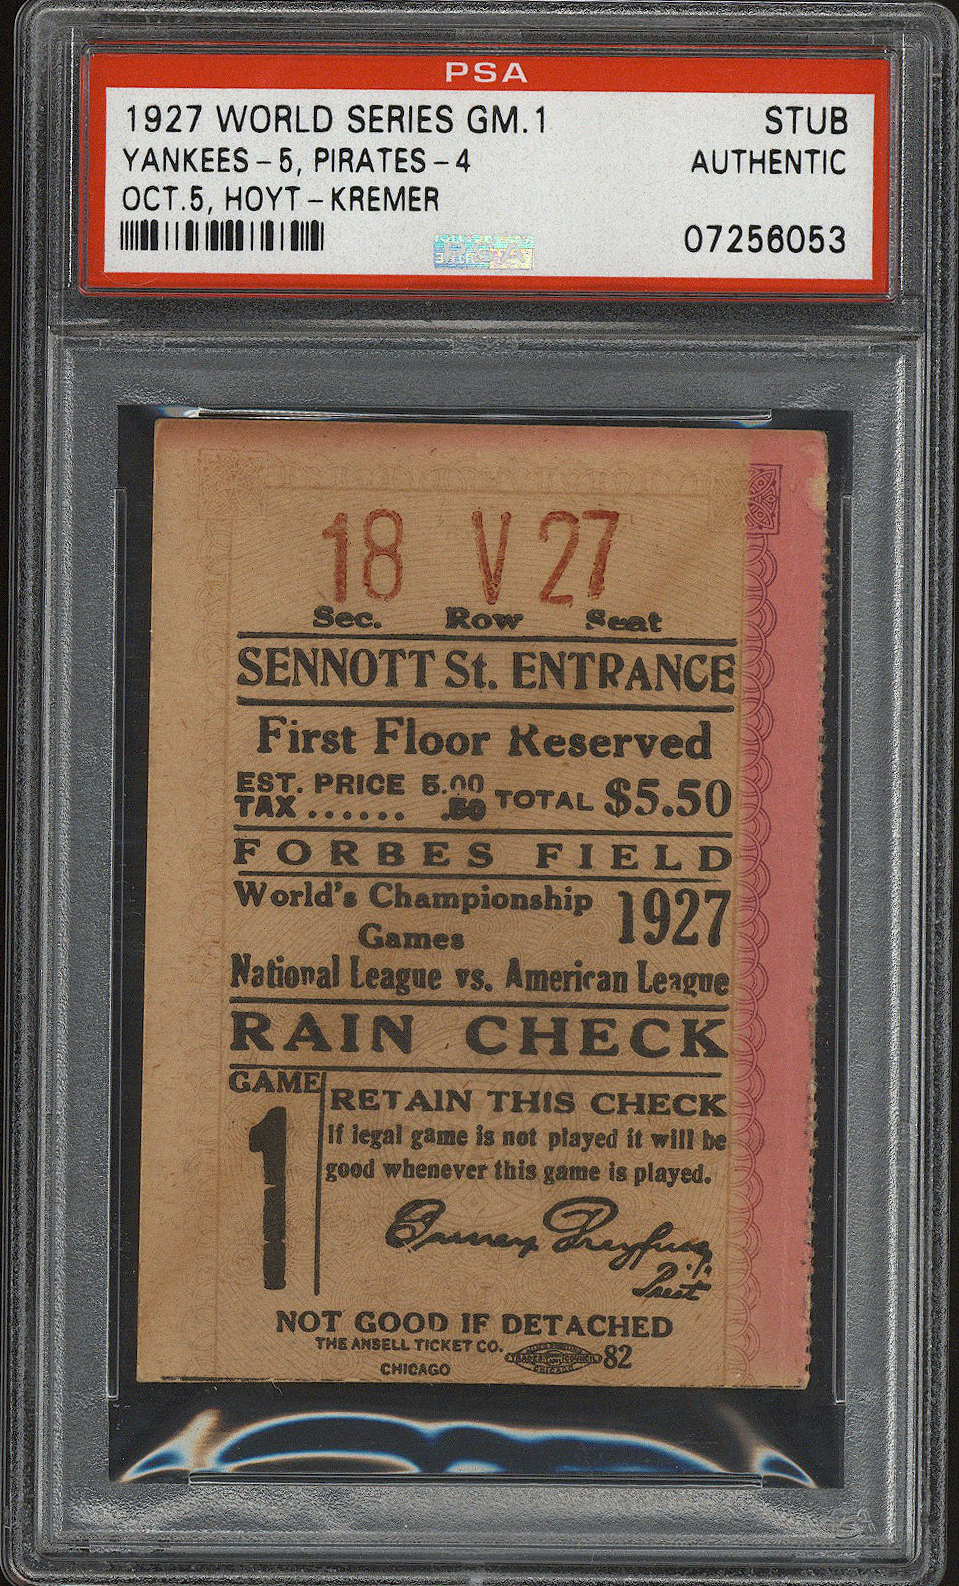 PSA
1927 WORLD SERIES GM.1 STUB
YANKEES-5, PIRATES-4 AUTHENTIC
OCT.5, HOYT-KREMER
07256053
18 V 27
Sec. Row Seat
SENNOTT St. ENTRANCE
First Floor Reserved
EST. PRICE 5.00
TAX ...... .50 TOTAL $5.50
FORBES FIELD
World's Championship 1927
Games
National League vs. American League
RAIN CHECK
GAME
1
RETAIN THIS CHECK
If legal game is not played it will be
good whenever this game is played.
Barney Dreyfuss
Prest
NOT GOOD IF DETACHED
THE ANSELL TICKET CO. 82
CHICAGO